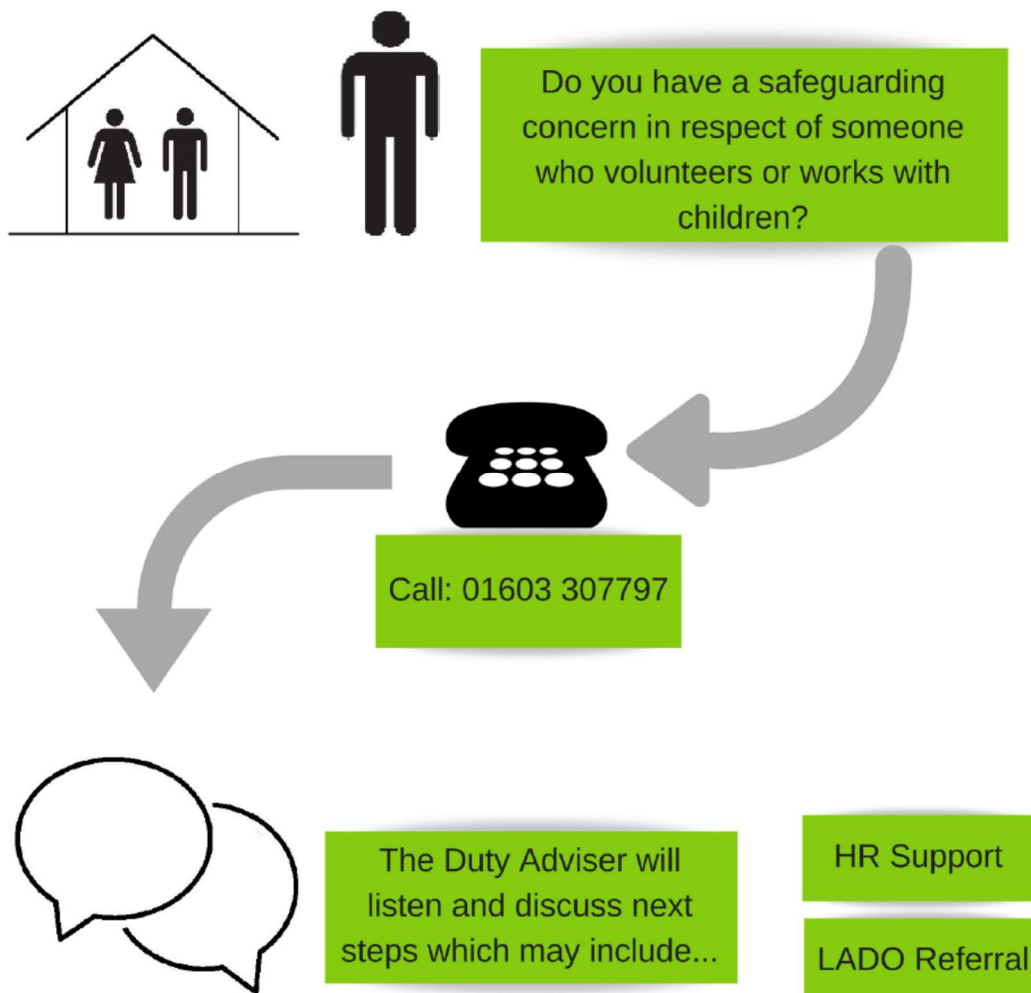 Do you have a safeguarding
concern in respect of someone
who volunteers or works with
children?
Call: 01603 307797
The Duty Adviser will
listen and discuss next
steps which may include...
HR Support
LADO Referral